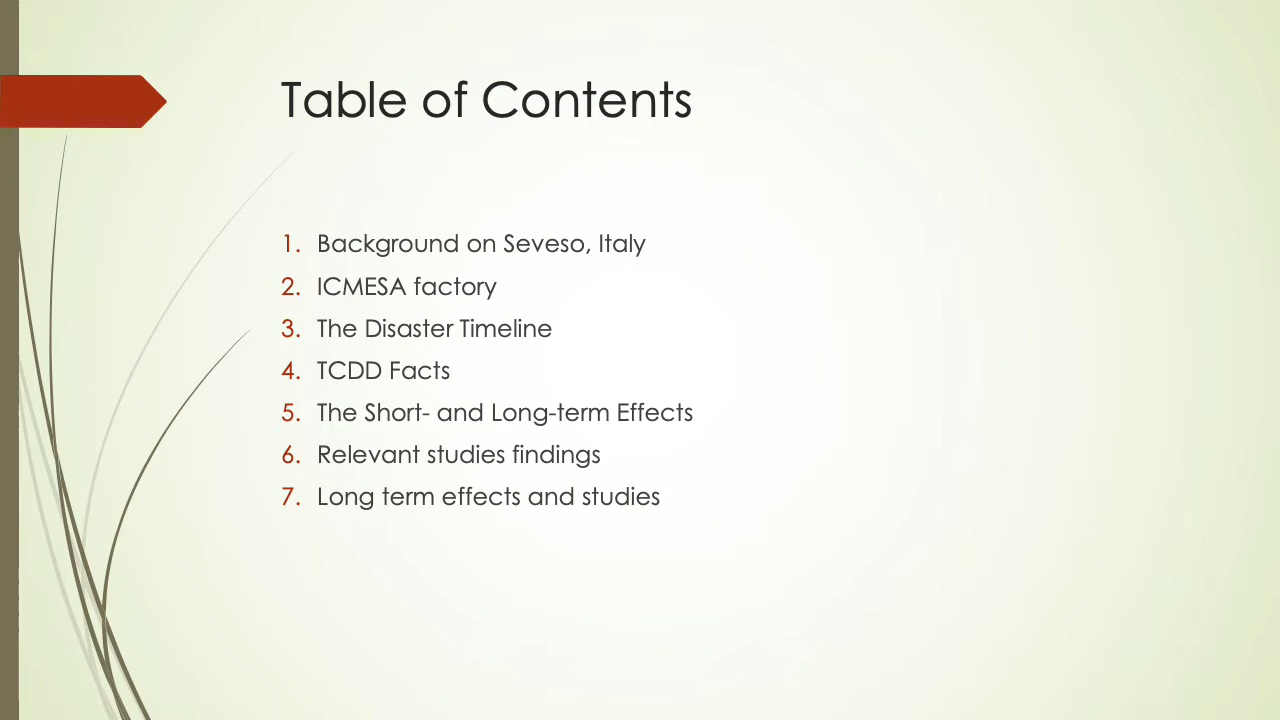 Table of Contents
1. Background on Seveso, Italy
2. ICMESA factory
3. The Disaster Timeline
4. TCDD Facts
5. The Short- and Long-term Effects
6. Relevant studies findings
7. Long term effects and studies